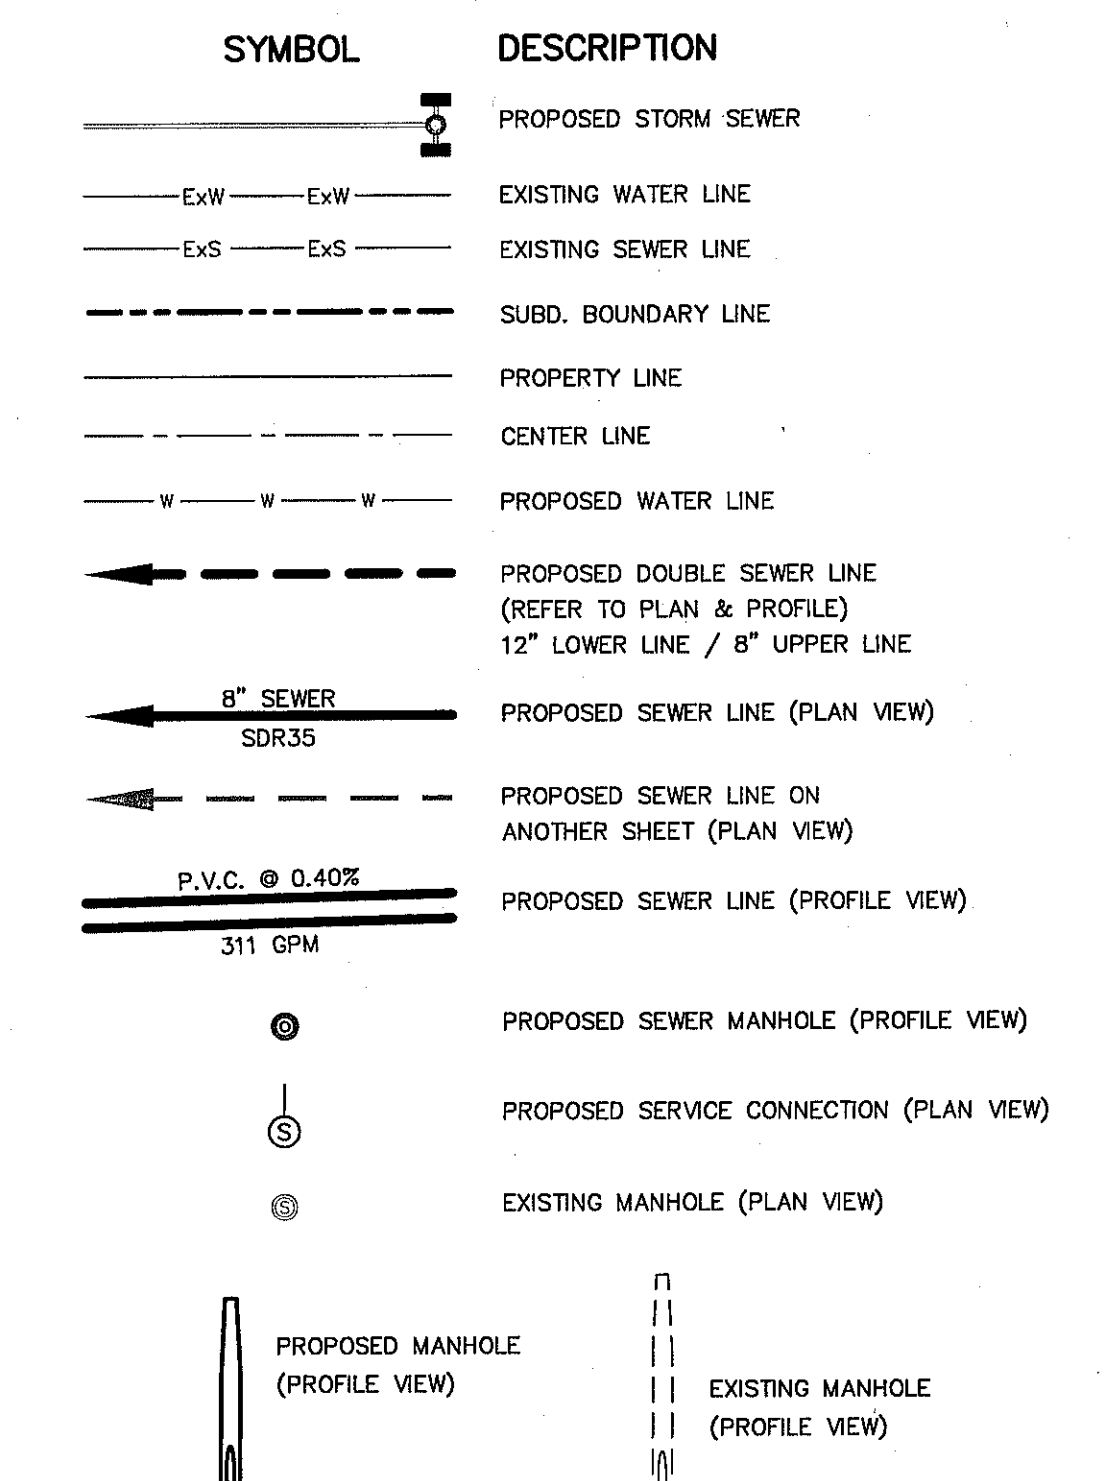 SYMBOL DESCRIPTION
PROPOSED STORM SEWER
ExW ExW EXISTING WATER LINE
ExS ExS EXISTING SEWER LINE
SUBD. BOUNDARY LINE
PROPERTY LINE
CENTER LINE
W W W PROPOSED WATER LINE
PROPOSED DOUBLE SEWER LINE
(REFER TO PLAN & PROFILE)
12" LOWER LINE / 8" UPPER LINE
8" SEWER
SDR35
PROPOSED SEWER LINE (PLAN VIEW)
PROPOSED SEWER LINE ON
ANOTHER SHEET (PLAN VIEW)
P.V.C. @ 0.40%
311 GPM
PROPOSED SEWER LINE (PROFILE VIEW)
PROPOSED SEWER MANHOLE (PROFILE VIEW)
S PROPOSED SERVICE CONNECTION (PLAN VIEW)
S EXISTING MANHOLE (PLAN VIEW)
PROPOSED MANHOLE
(PROFILE VIEW)
EXISTING MANHOLE
(PROFILE VIEW)